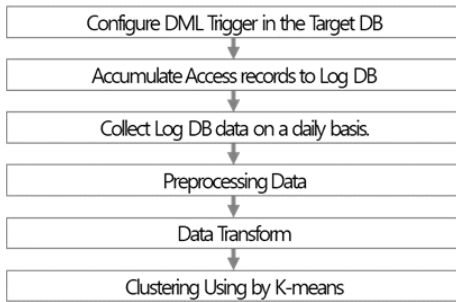 Configure DML Trigger in the Target DB
Accumulate Access records to Log DB
Collect Log DB data on a daily basis.
Preprocessing Data
Data Transform
Clustering Using by K-means